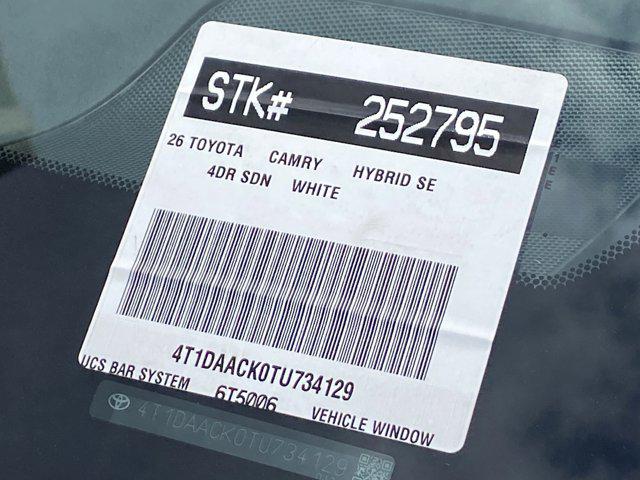 STK# 252795
26 TOYOTA CAMRY HYBRID SE
4DR SDN WHITE
4T1DAACK0TU734129
UCS BAR SYSTEM 6T5006 VEHICLE WINDOW
4T1DAACK0TU734129